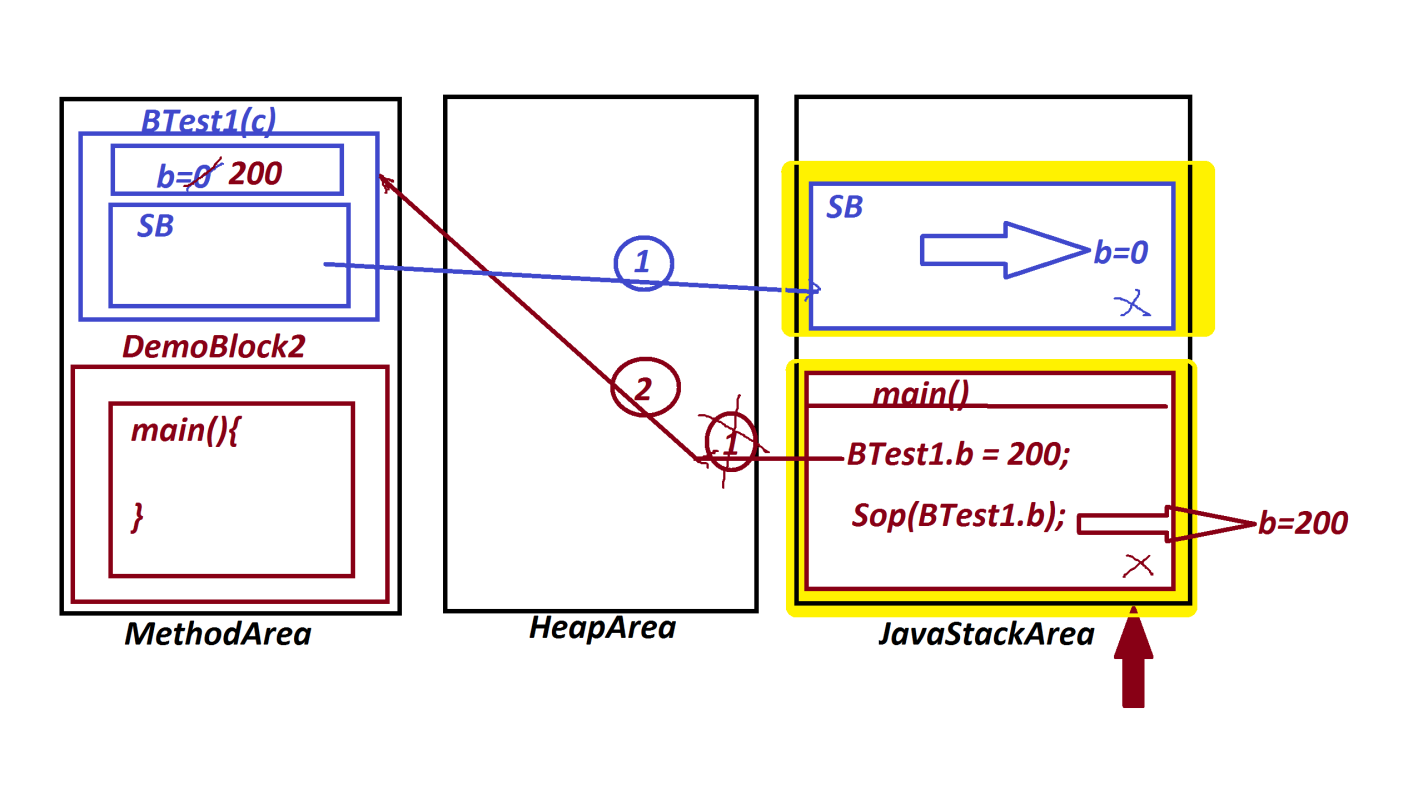 BTest1(c)
b=0 200
SB
DemoBlock2
main(){
}
MethodArea
1
2
1
HeapArea
SB
b=0
main()
BTest1.b = 200;
Sop(BTest1.b);
b=200
JavaStackArea